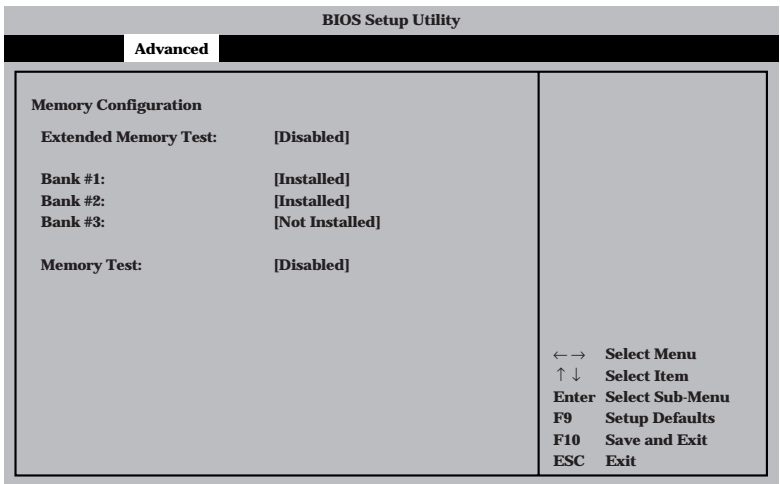 BIOS Setup Utility
Advanced
Memory Configuration
Extended Memory Test: [Disabled]
Bank #1: [Installed]
Bank #2: [Installed]
Bank #3: [Not Installed]
Memory Test: [Disabled]
←→ Select Menu
↑↓ Select Item
Enter Select Sub-Menu
F9 Setup Defaults
F10 Save and Exit
ESC Exit